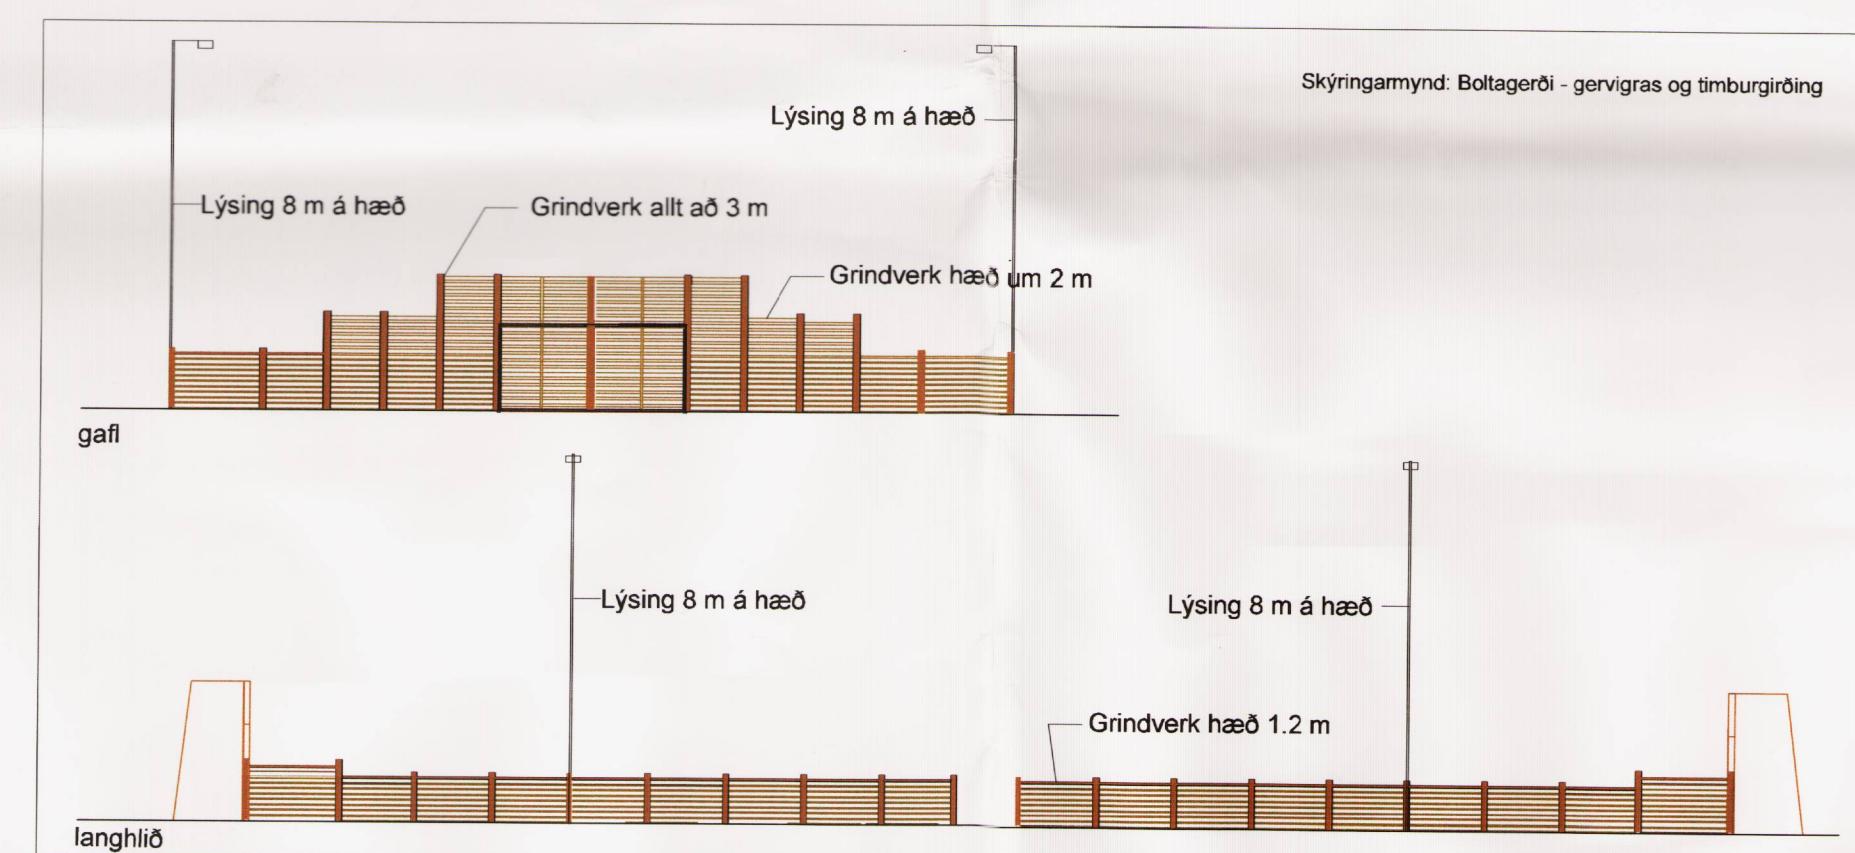 Skýringarmynd: Boltagerði - gervigras og timburgirðing
Lýsing 8 m á hæð
Lýsing 8 m á hæð
Grindverk allt að 3 m
Grindverk hæð um 2 m
gafl
Lýsing 8 m á hæð
Lýsing 8 m á hæð
Grindverk hæð 1.2 m
langhlið